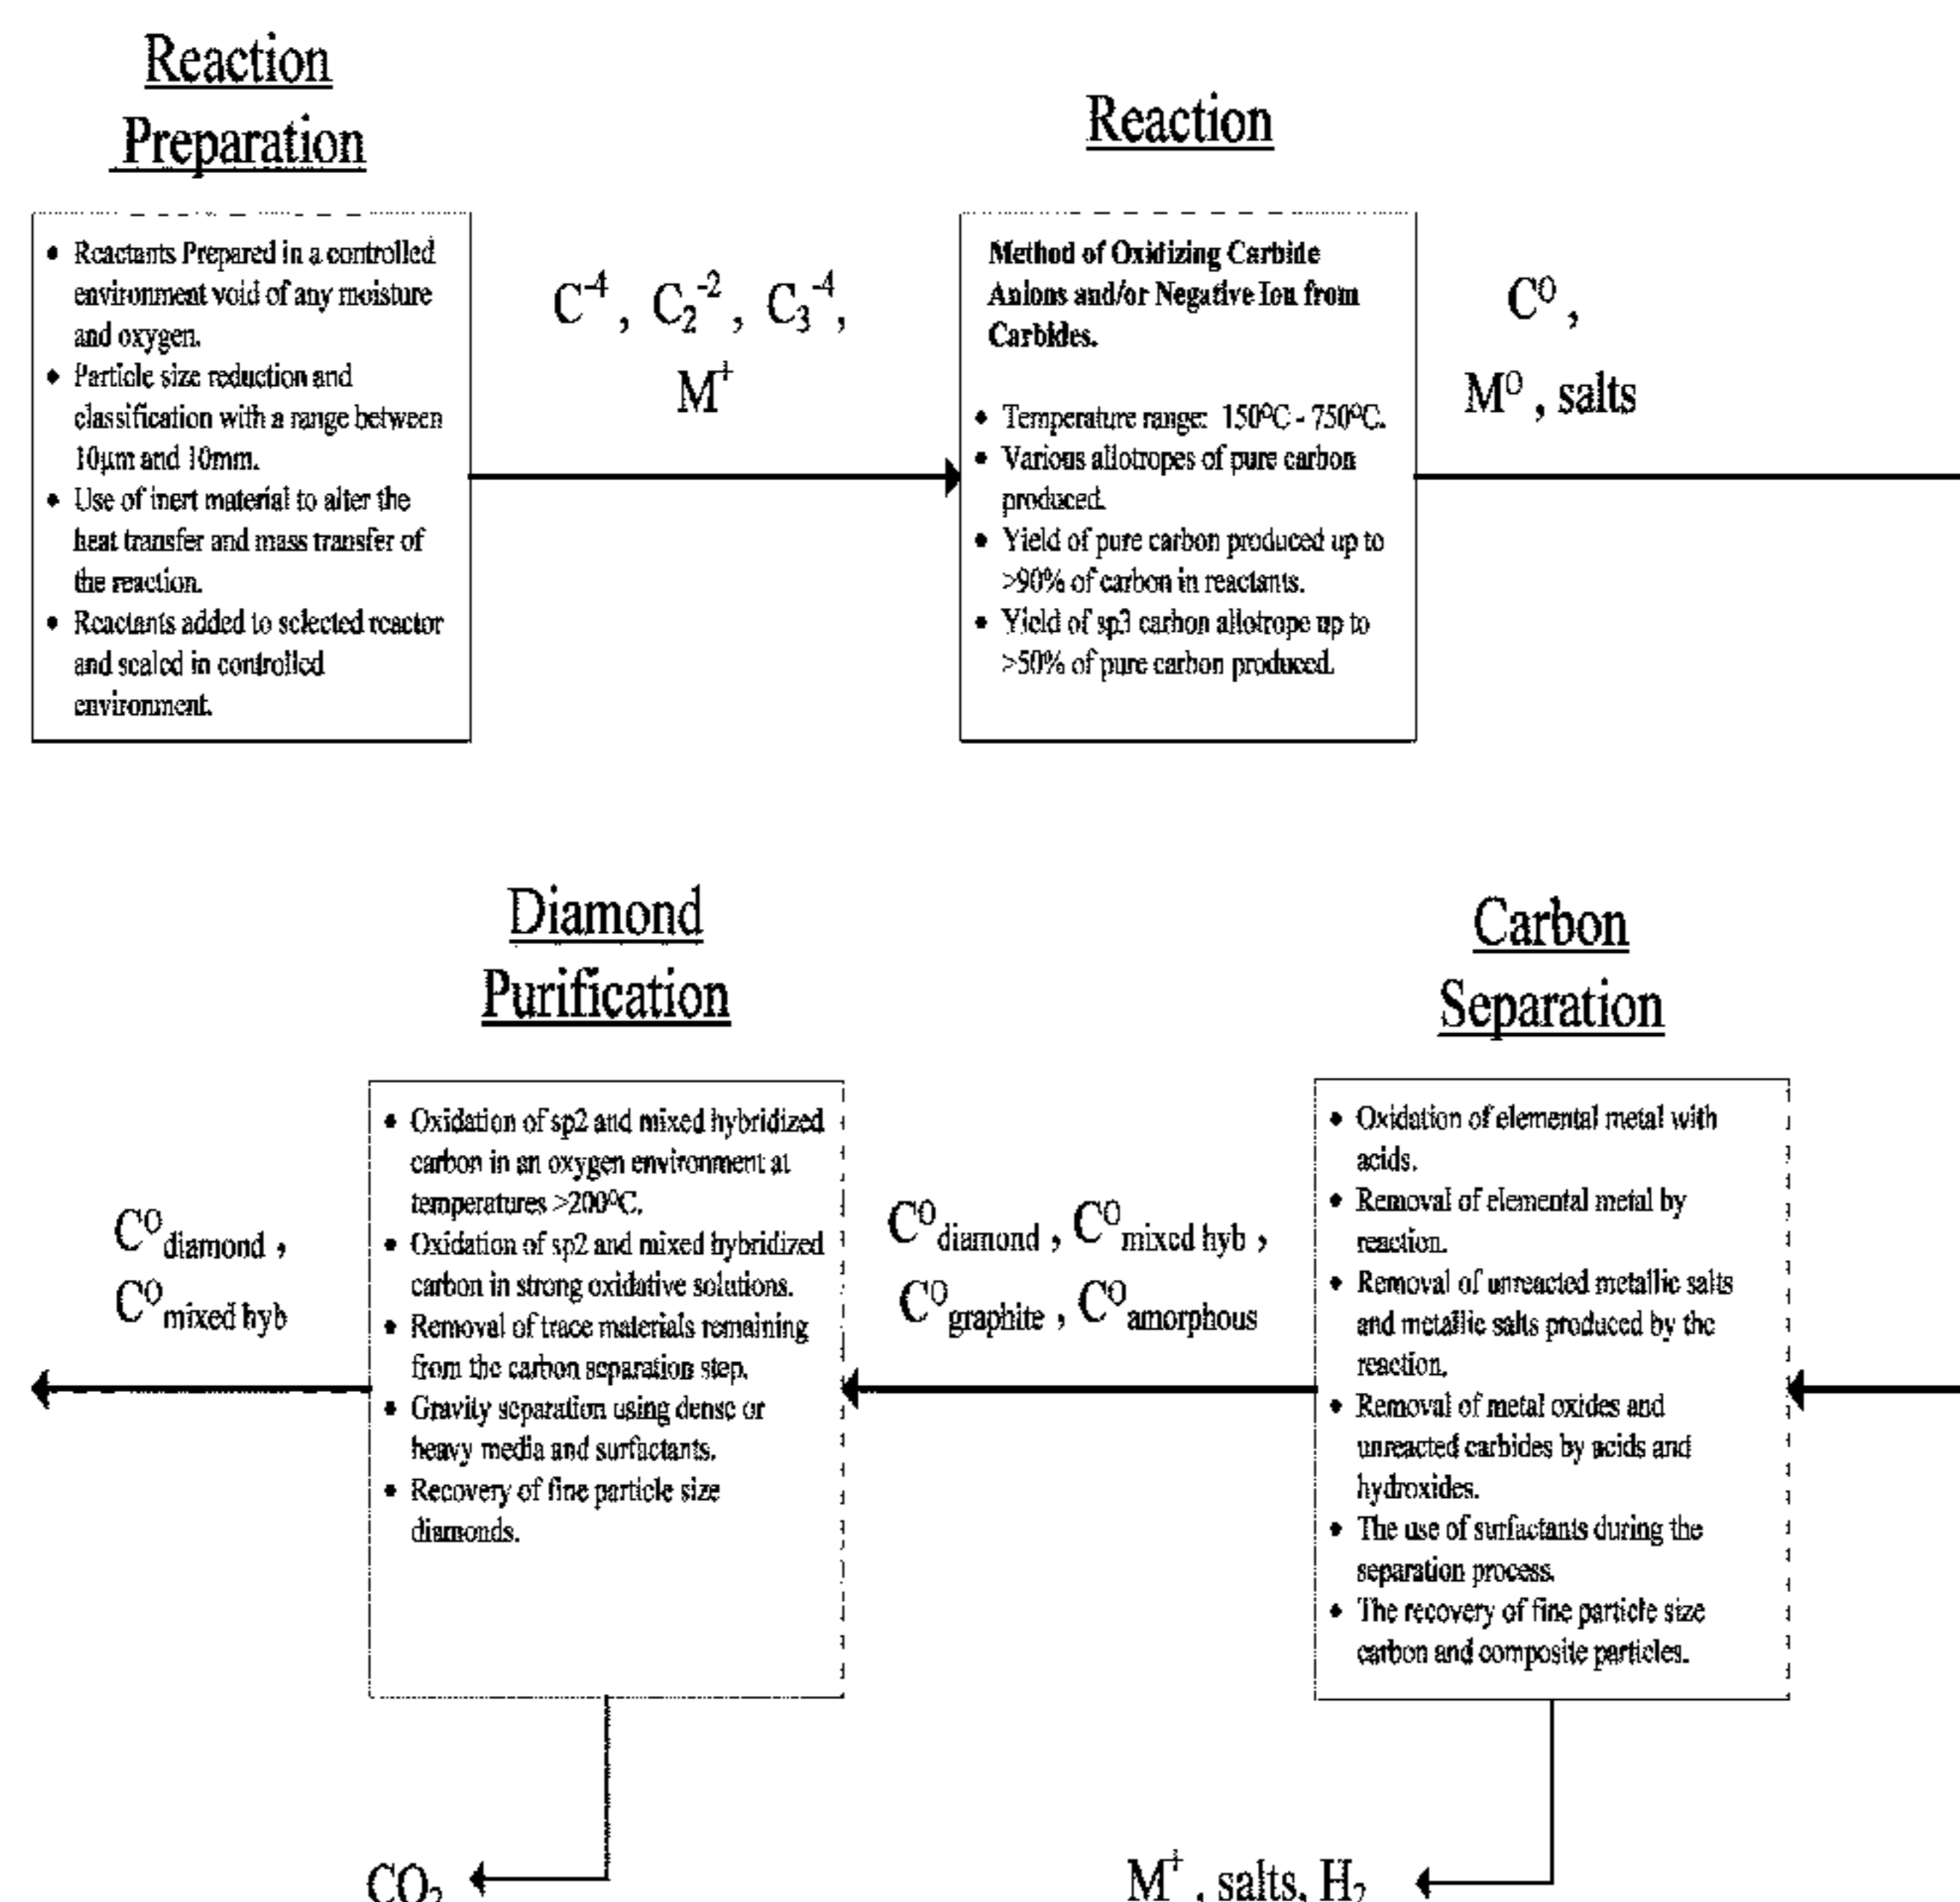 Reaction
Preparation
• Reactants Prepared in a controlled
environment void of any moisture
and oxygen.
• Particle size reduction and
classification with a range between
10µm and 10mm.
• Use of inert material to alter the
heat transfer and mass transfer of
the reaction.
• Reactants added to selected reactor
and sealed in controlled
environment.
C⁻⁴, C₂⁻², C₃⁻⁴,
M⁺
Reaction
Method of Oxidizing Carbide
Anions and/or Negative Ion from
Carbides.
• Temperature range: 150⁰C - 750⁰C.
• Various allotropes of pure carbon
produced.
• Yield of pure carbon produced up to
>90% of carbon in reactants.
• Yield of sp3 carbon allotrope up to
>50% of pure carbon produced.
C⁰,
M⁰, salts
Carbon
Separation
• Oxidation of elemental metal with
acids.
• Removal of elemental metal by
reaction.
• Removal of unreacted metallic salts
and metallic salts produced by the
reaction.
• Removal of metal oxides and
unreacted carbides by acids and
hydroxides.
• The use of surfactants during the
separation process.
• The recovery of fine particle size
carbon and composite particles.
M⁺, salts, H₂
C⁰diamond, C⁰mixed hyb,
C⁰graphite, C⁰amorphous
Diamond
Purification
• Oxidation of sp2 and mixed hybridized
carbon in an oxygen environment at
temperatures >200⁰C.
• Oxidation of sp2 and mixed hybridized
carbon in strong oxidative solutions.
• Removal of trace materials remaining
from the carbon separation step.
• Gravity separation using dense or
heavy media and surfactants.
• Recovery of fine particle size
diamonds.
CO₂
C⁰diamond,
C⁰mixed hyb